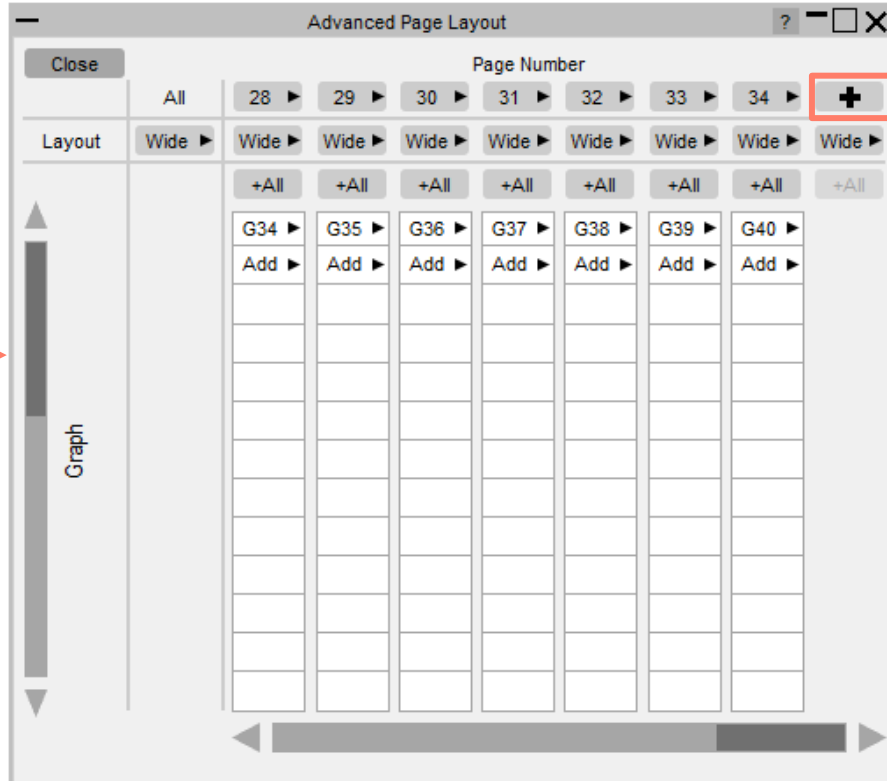 Advanced Page Layout ?
Close Page Number
All 28 29 30 31 32 33 34 +
Layout Wide Wide Wide Wide Wide Wide Wide Wide Wide
+All +All +All +All +All +All +All +All
G34 G35 G36 G37 G38 G39 G40
Add Add Add Add Add Add Add
Graph